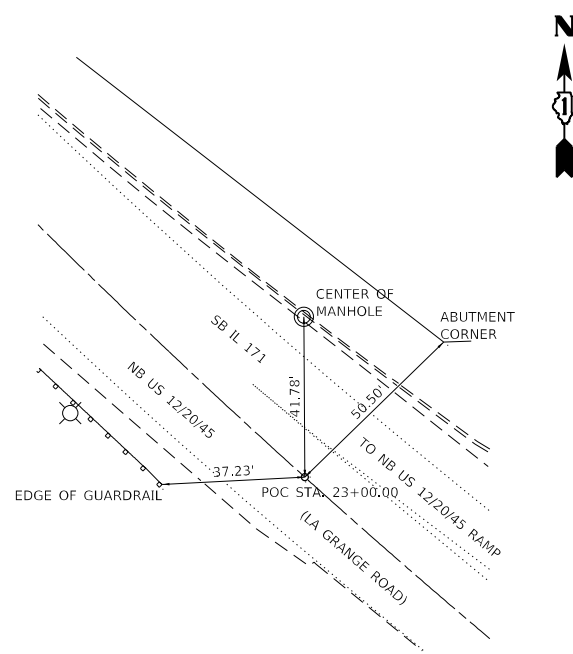 N
1
CENTER OF
MANHOLE
ABUTMENT
CORNER
SB IL 171
41.78'
50.50'
NB US 12/20/45
TO NB US 12/20/45 RAMP
37.23'
EDGE OF GUARDRAIL
POC STA. 23+00.00
(LA GRANGE ROAD)